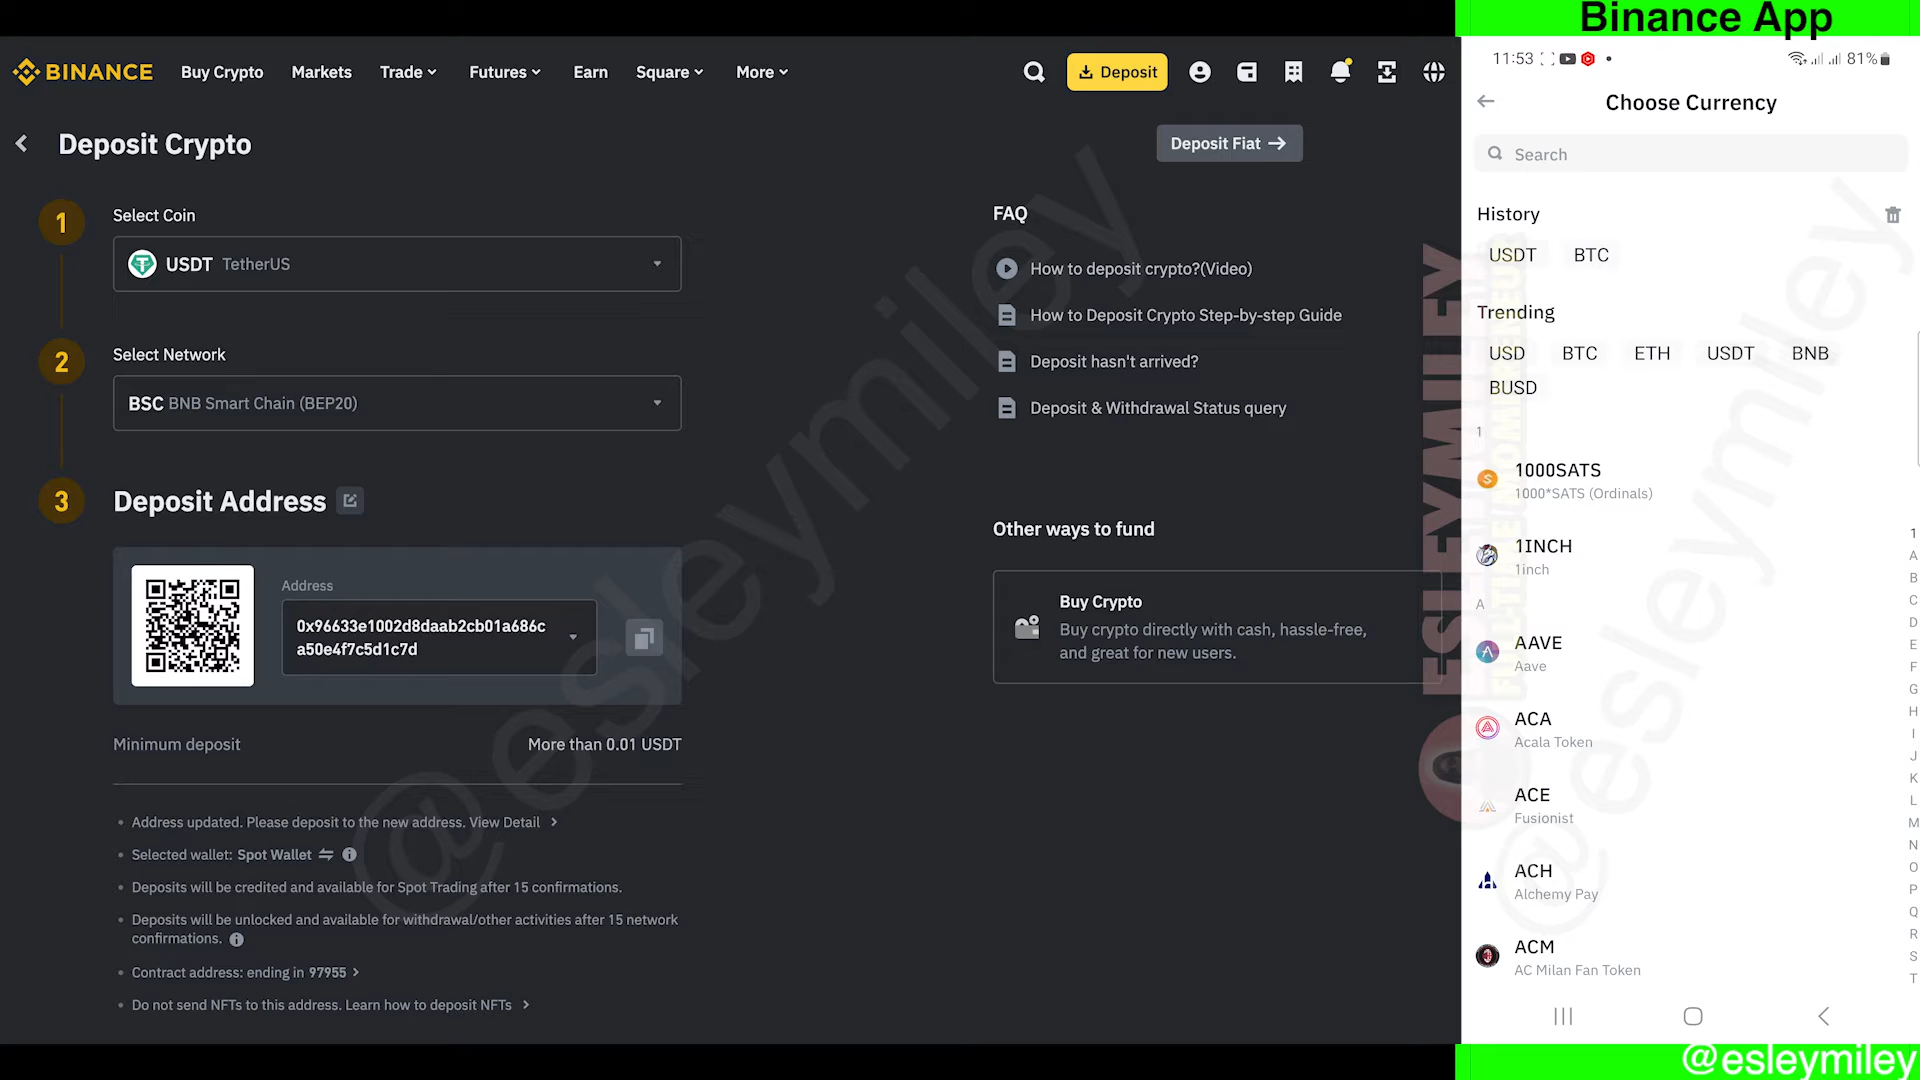 Binance App
BINANCE
Buy Crypto
Markets
Trade
Futures
Earn
Square
More
Deposit
Deposit Crypto
Deposit Fiat
1
Select Coin
USDT TetherUS
2
Select Network
BSC BNB Smart Chain (BEP20)
3
Deposit Address
Address
0x96633e1002d8daab2cb01a686c
a50e4f7c5d1c7d
Minimum deposit
More than 0.01 USDT
Address updated. Please deposit to the new address. View Detail
Selected wallet: Spot Wallet
Deposits will be credited and available for Spot Trading after 15 confirmations.
Deposits will be unlocked and available for withdrawal/other activities after 15 network
confirmations.
Contract address: ending in 97955
Do not send NFTs to this address. Learn how to deposit NFTs
FAQ
How to deposit crypto?(Video)
How to Deposit Crypto Step-by-step Guide
Deposit hasn't arrived?
Deposit & Withdrawal Status query
Other ways to fund
Buy Crypto
Buy crypto directly with cash, hassle-free,
and great for new users.
@esleymiley
ESLEYMILEY
11:53
81%
Choose Currency
Search
History
USDT
BTC
Trending
USD
BTC
ETH
USDT
BNB
BUSD
1
1000SATS
1000*SATS (Ordinals)
1INCH
1inch
A
AAVE
Aave
ACA
Acala Token
ACE
Fusionist
ACH
Alchemy Pay
ACM
AC Milan Fan Token
1
A
B
C
D
E
F
G
H
I
J
K
L
M
N
O
P
Q
R
S
T
@esleymiley
@esleymiley